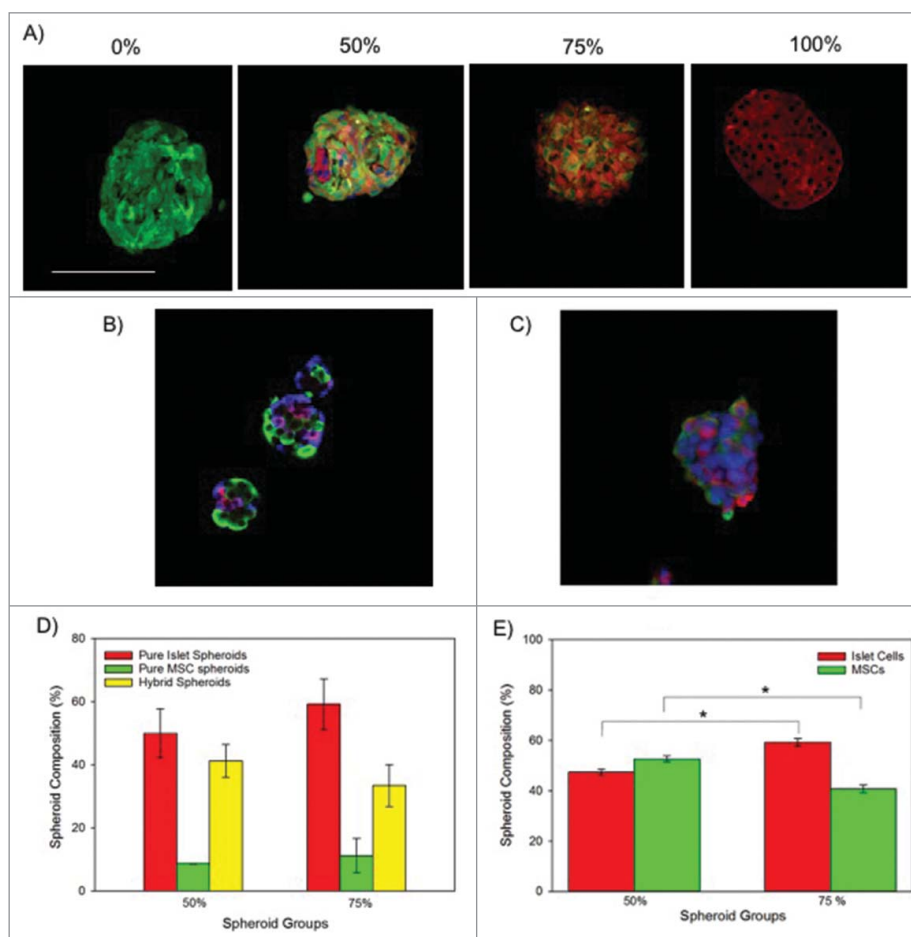 A)
0%
50%
75%
100%
B)
C)
D)
80
60
40
20
0
Spheroid Composition (%)
Pure Islet Spheroids
Pure MSC spheroids
Hybrid Spheroids
50%
75%
Spheroid Groups
E)
100
80
60
40
20
0
Spheroid Composition (%)
Islet Cells
MSCs
*
*
50%
75 %
Spheroid Groups